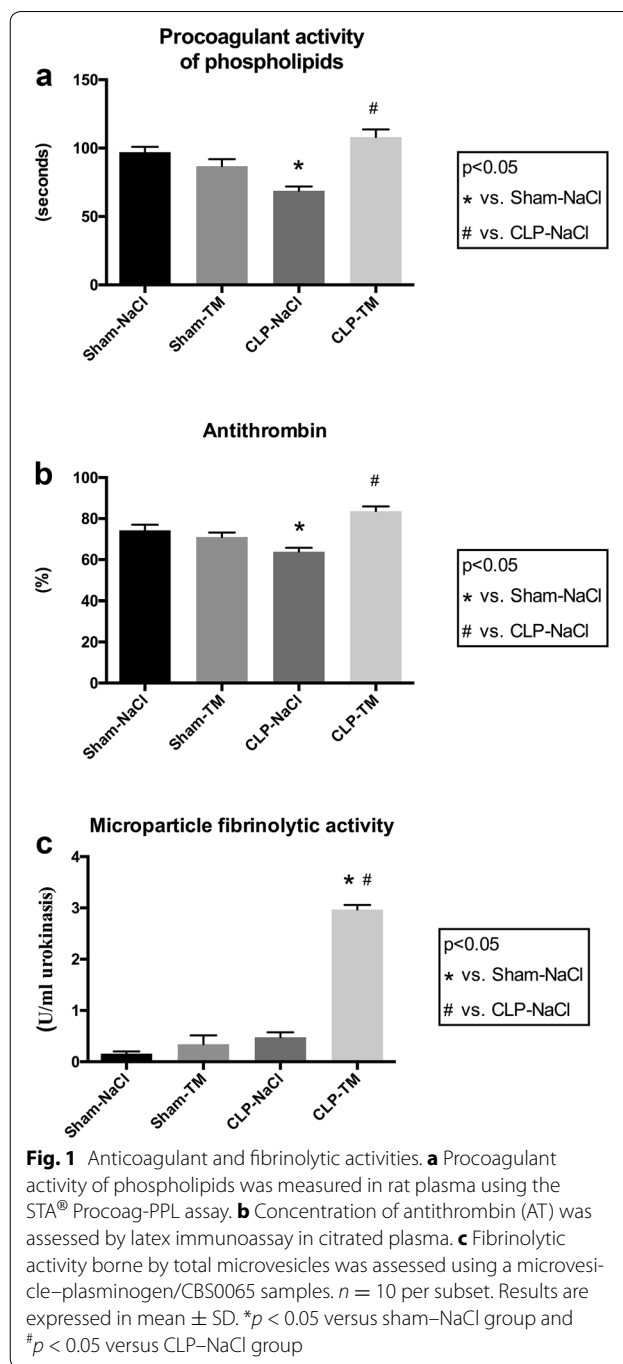 Procoagulant activity
of phospholipids
a
150
100
50
0
(seconds)
*
#
Sham-NaCl
Sham-TM
CLP-NaCl
CLP-TM
p<0.05
* vs. Sham-NaCl
# vs. CLP-NaCl
Antithrombin
b
100
80
60
40
20
0
(%)
*
#
Sham-NaCl
Sham-TM
CLP-NaCl
CLP-TM
p<0.05
* vs. Sham-NaCl
# vs. CLP-NaCl
Microparticle fibrinolytic activity
c
4
3
2
1
0
(U/ml urokinasis)
* #
Sham-NaCl
Sham-TM
CLP-NaCl
CLP-TM
p<0.05
* vs. Sham-NaCl
# vs. CLP-NaCl
Fig. 1 Anticoagulant and fibrinolytic activities. a Procoagulant
activity of phospholipids was measured in rat plasma using the
STA® Procoag-PPL assay. b Concentration of antithrombin (AT) was
assessed by latex immunoassay in citrated plasma. c Fibrinolytic
activity borne by total microvesicles was assessed using a microvesi-
cle–plasminogen/CBS0065 samples. n = 10 per subset. Results are
expressed in mean ± SD. *p < 0.05 versus sham–NaCl group and
#p < 0.05 versus CLP–NaCl group